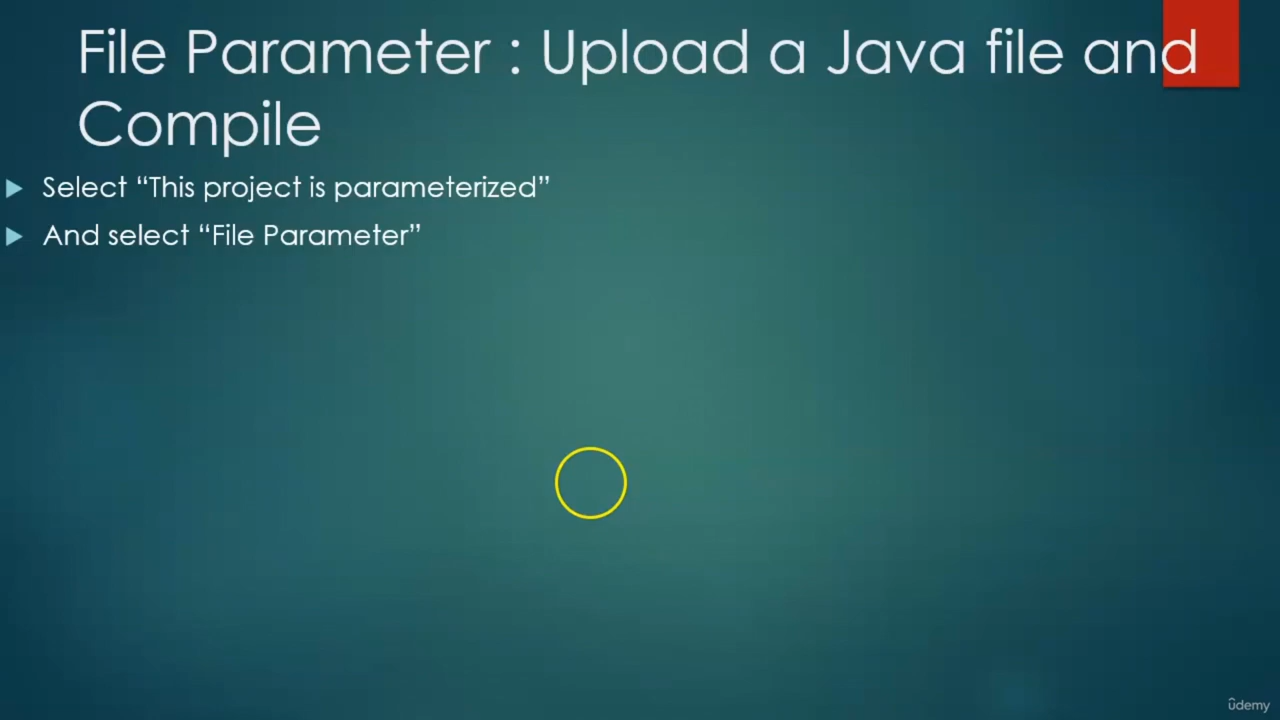 File Parameter : Upload a Java file and
Compile
Select “This project is parameterized”
And select “File Parameter”
ûdemy